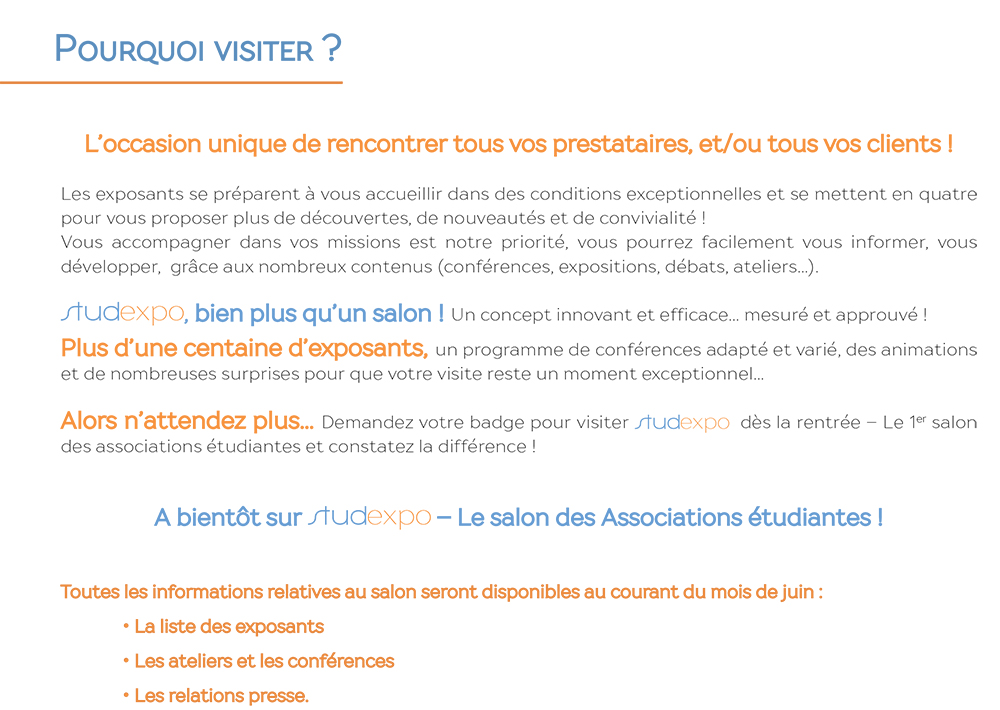 POURQUOI VISITER ?
L'occasion unique de rencontrer tous vos prestataires, et/ou tous vos clients !
Les exposants se préparent à vous accueillir dans des conditions exceptionnelles et se mettent en quatre
pour vous proposer plus de découvertes, de nouveautés et de convivialité !
Vous accompagner dans vos missions est notre priorité, vous pourrez facilement vous informer, vous
développer, grâce aux nombreux contenus (conférences, expositions, débats, ateliers...).
studexpo, bien plus qu'un salon ! Un concept innovant et efficace... mesuré et approuvé !
Plus d'une centaine d'exposants, un programme de conférences adapté et varié, des animations
et de nombreuses surprises pour que votre visite reste un moment exceptionnel...
Alors n'attendez plus... Demandez votre badge pour visiter studexpo dès la rentrée – Le 1er salon
des associations étudiantes et constatez la différence !
A bientôt sur studexpo – Le salon des Associations étudiantes !
Toutes les informations relatives au salon seront disponibles au courant du mois de juin :
• La liste des exposants
• Les ateliers et les conférences
• Les relations presse.